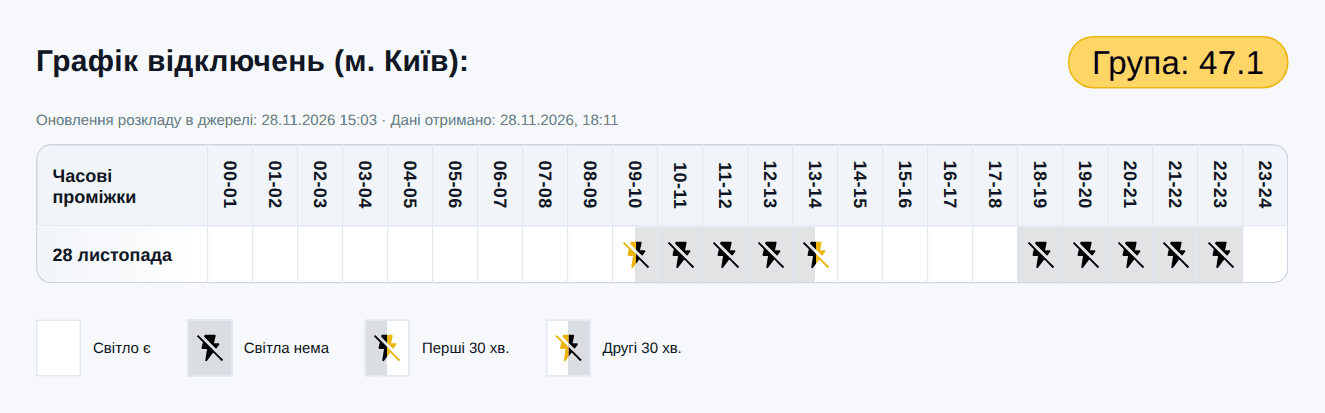 Графік відключень (м. Київ):
Група: 47.1
Оновлення розкладу в джерелі: 28.11.2026 15:03 · Дані отримано: 28.11.2026, 18:11
Часові
проміжки
00-01
01-02
02-03
03-04
04-05
05-06
06-07
07-08
08-09
09-10
10-11
11-12
12-13
13-14
14-15
15-16
16-17
17-18
18-19
19-20
20-21
21-22
22-23
23-24
28 листопада
Світло є
Світла нема
Перші 30 хв.
Другі 30 хв.